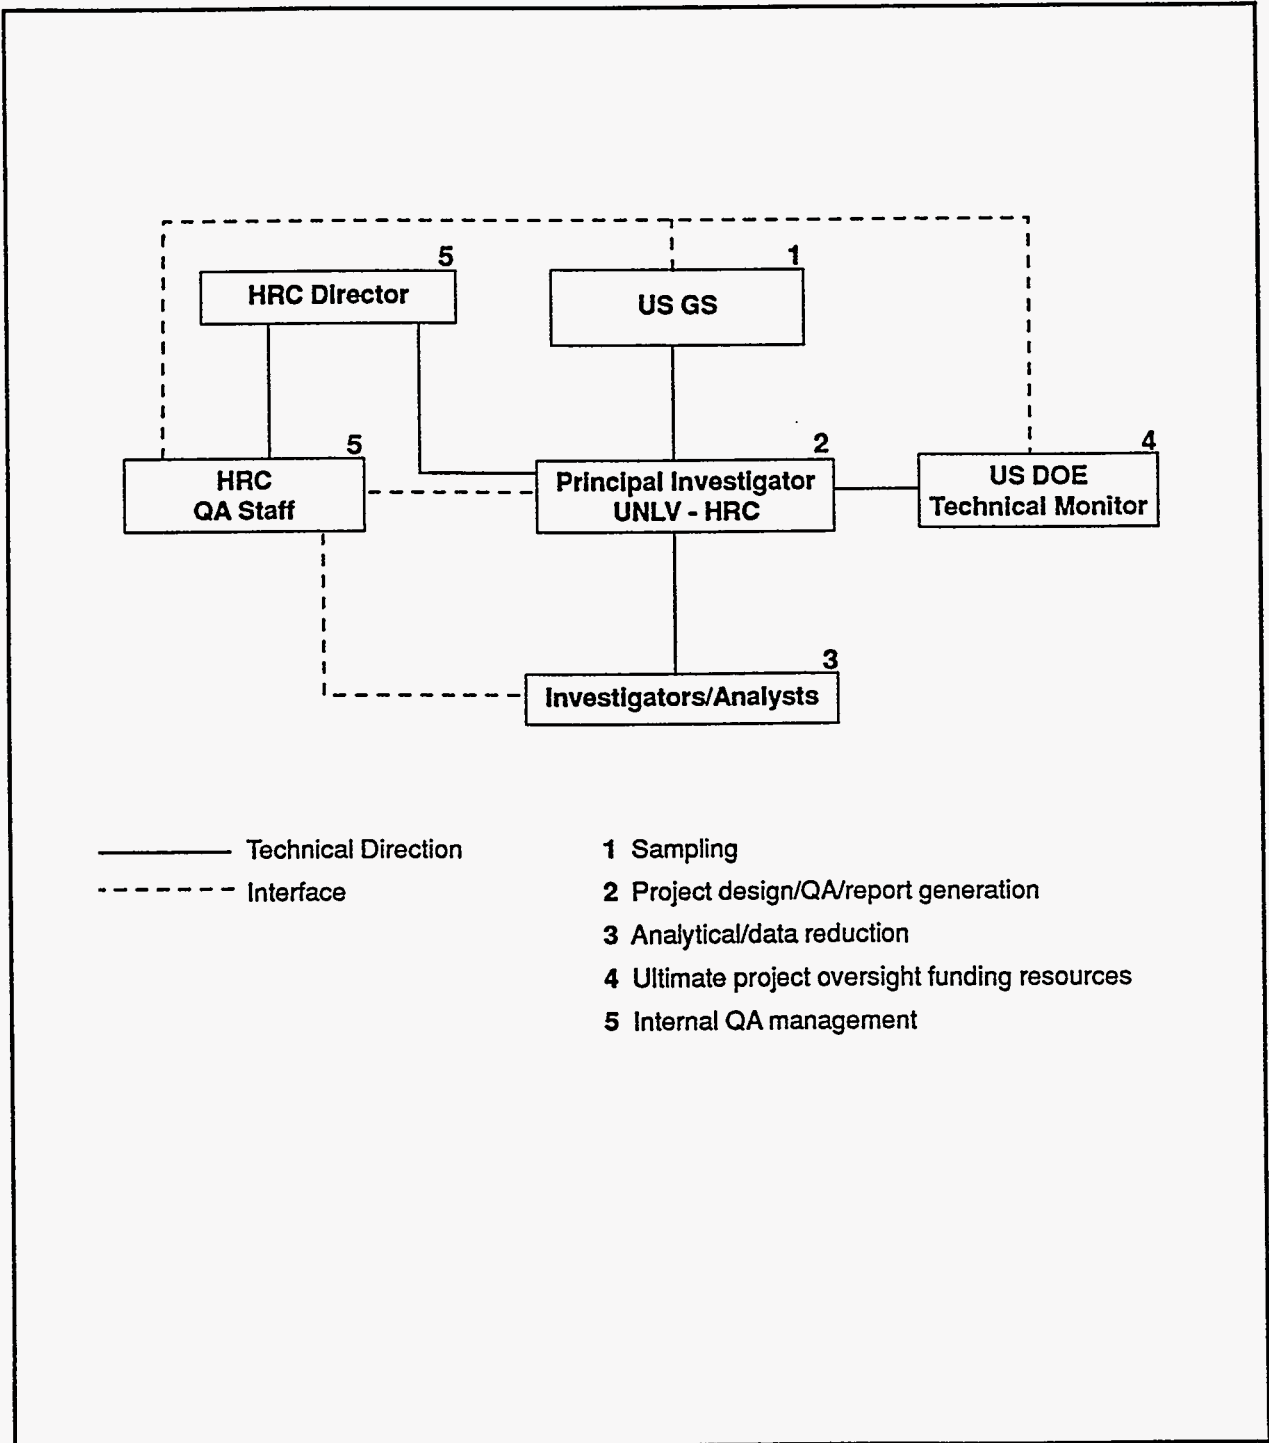 5
HRC Director
1
US GS
5
HRC
QA Staff
2
Principal Investigator
UNLV - HRC
4
US DOE
Technical Monitor
3
Investigators/Analysts
Technical Direction
Interface
1 Sampling
2 Project design/QA/report generation
3 Analytical/data reduction
4 Ultimate project oversight funding resources
5 Internal QA management